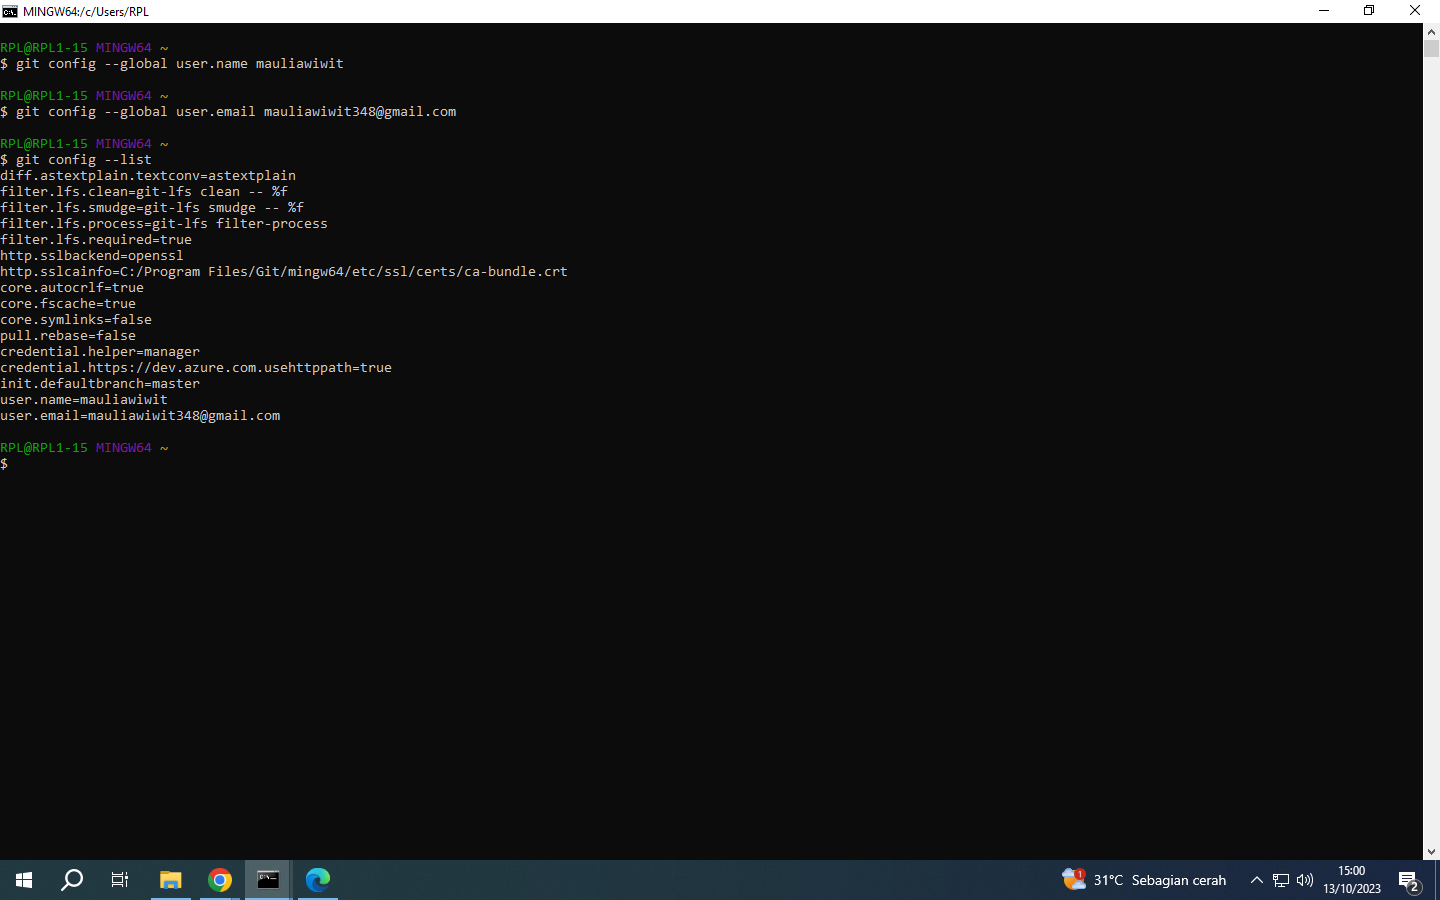 MINGW64:/c/Users/RPL
RPL@RPL1-15 MINGW64 ~
$ git config --global user.name mauliawiwit
RPL@RPL1-15 MINGW64 ~
$ git config --global user.email mauliawiwit348@gmail.com
RPL@RPL1-15 MINGW64 ~
$ git config --list
diff.astextplain.textconv=astextplain
filter.lfs.clean=git-lfs clean -- %f
filter.lfs.smudge=git-lfs smudge -- %f
filter.lfs.process=git-lfs filter-process
filter.lfs.required=true
http.sslbackend=openssl
http.sslcainfo=C:/Program Files/Git/mingw64/etc/ssl/certs/ca-bundle.crt
core.autocrlf=true
core.fscache=true
core.symlinks=false
pull.rebase=false
credential.helper=manager
credential.https://dev.azure.com.usehttppath=true
init.defaultbranch=master
user.name=mauliawiwit
user.email=mauliawiwit348@gmail.com
RPL@RPL1-15 MINGW64 ~
$
1
31°C Sebagian cerah
15:00
13/10/2023
2